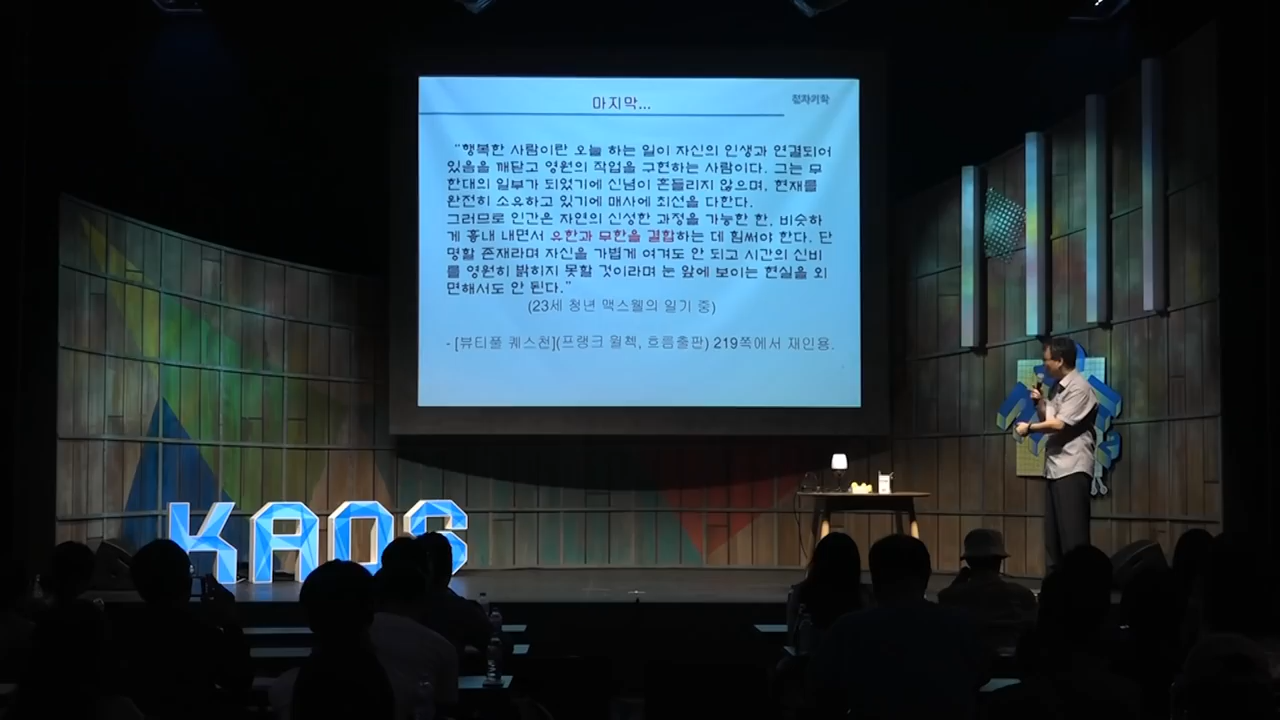 마지막...
전자기학
“행복한 사람이란 오늘 하는 일이 자신의 인생과 연결되어
있음을 깨닫고 영원의 작업을 구현하는 사람이다. 그는 무
한대의 일부가 되었기에 신념이 흔들리지 않으며, 현재를
완전히 소유하고 있기에 매사에 최선을 다한다.
그러므로 인간은 자연의 신성한 과정을 가능한 한, 비슷하
게 흉내 내면서 유한과 무한을 결합하는 데 힘써야 한다. 단
명할 존재라며 자신을 가볍게 여겨도 안 되고 시간의 신비
를 영원히 밝히지 못할 것이라며 눈 앞에 보이는 현실을 외
면해서도 안 된다.”
(23세 청년 맥스웰의 일기 중)
- [뷰티풀 퀘스천](프랭크 윌첵, 흐름출판) 219쪽에서 재인용.
KAOS